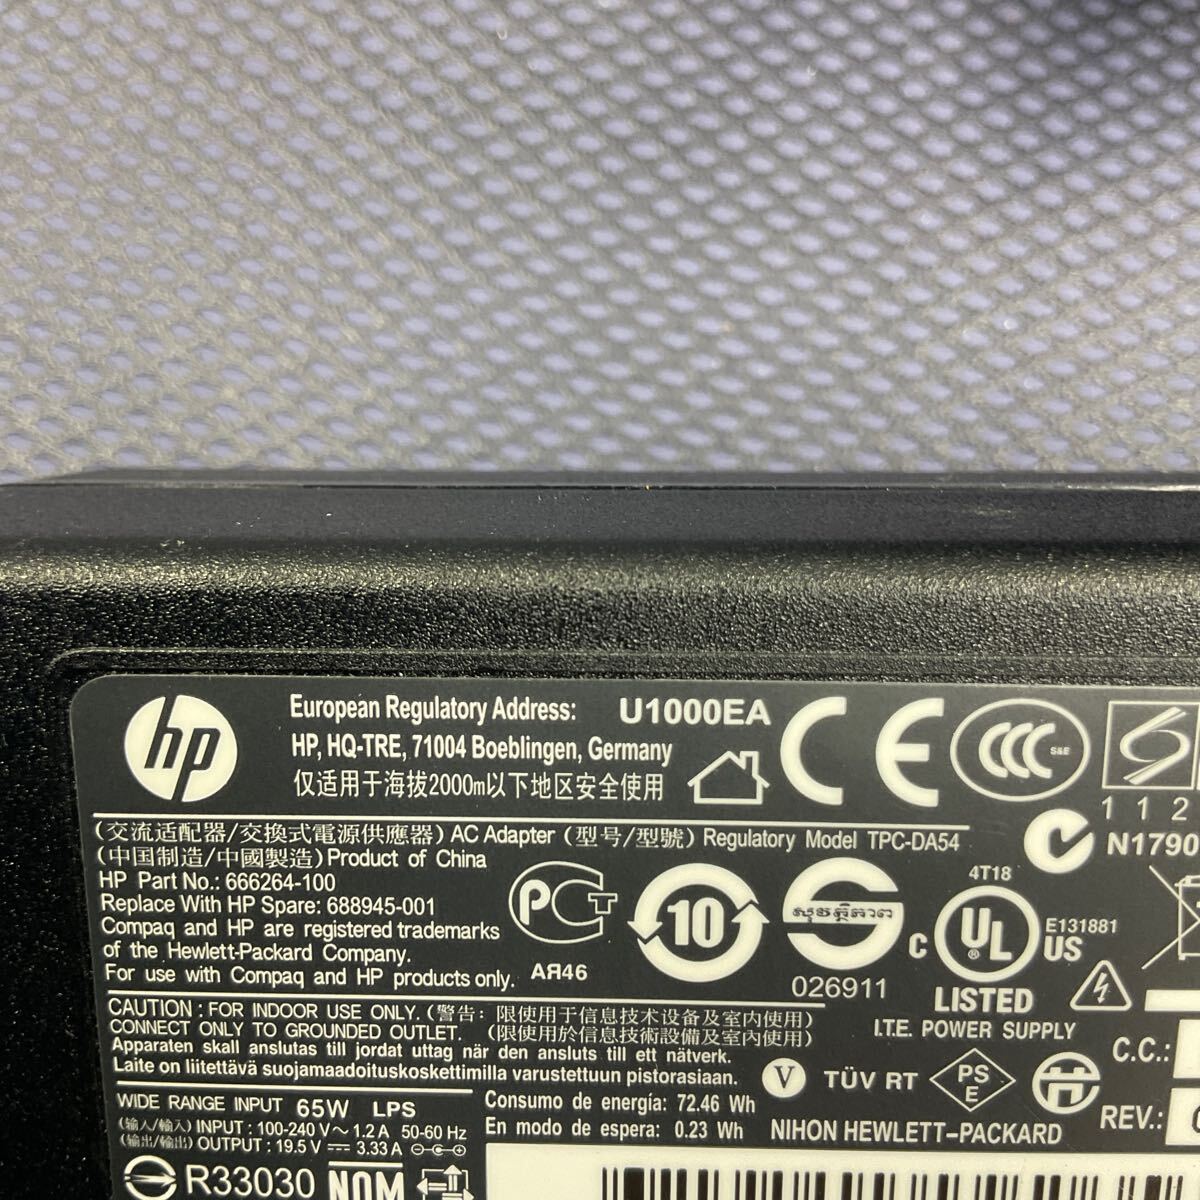 hp
European Regulatory Address: U1000EA
HP, HQ-TRE, 71004 Boeblingen, Germany
仅适用于海拔2000m以下地区安全使用
CE
CCC S&E
1 1 2
(交流适配器/交換式電源供應器) AC Adapter (型号/型號) Regulatory Model TPC-DA54
N1790
(中国制造/中國製造) Product of China
HP Part No.: 666264-100
Replace With HP Spare: 688945-001
Compaq and HP are registered trademarks
of the Hewlett-Packard Company.
For use with Compaq and HP products only.
PCT
АЯ46
10
026911
4T18
C UL US
®
E131881
LISTED
I.T.E. POWER SUPPLY
CAUTION : FOR INDOOR USE ONLY. (警告: 限使用于信息技术设备及室内使用)
CONNECT ONLY TO GROUNDED OUTLET. (限使用於信息技術設備及室內使用)
Apparaten skall anslutas till jordat uttag när den ansluts till ett nätverk.
Laite on liitettävä suojamaadoituskoskettimilla varustettuun pistorasiaan.
V TÜV RT
PS
E
C.C.:
WIDE RANGE INPUT 65W LPS
(输入/輸入) INPUT : 100-240 V~ 1.2 A 50-60 Hz
(输出/輸出) OUTPUT : 19.5 V ⎓ 3.33 A
Consumo de energía: 72.46 Wh
En modo de espera: 0.23 Wh
NIHON HEWLETT-PACKARD
REV.:
R33030
NOM